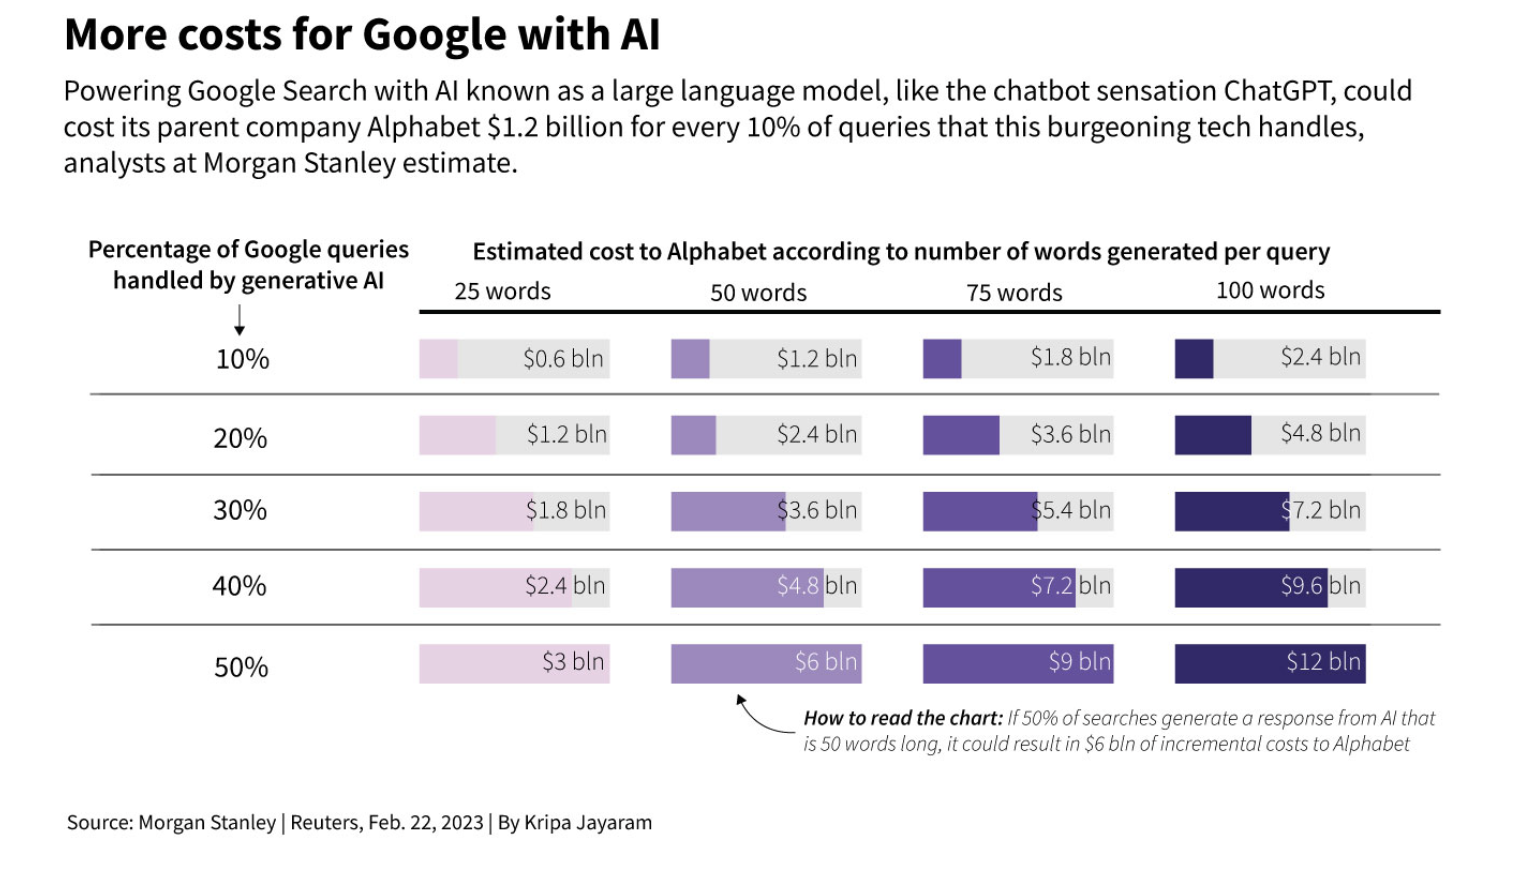 More costs for Google with AI
Powering Google Search with AI known as a large language model, like the chatbot sensation ChatGPT, could
cost its parent company Alphabet $1.2 billion for every 10% of queries that this burgeoning tech handles,
analysts at Morgan Stanley estimate.
Percentage of Google queries
handled by generative AI
Estimated cost to Alphabet according to number of words generated per query
25 words 50 words 75 words 100 words
10% $0.6 bln $1.2 bln $1.8 bln $2.4 bln
20% $1.2 bln $2.4 bln $3.6 bln $4.8 bln
30% $1.8 bln $3.6 bln $5.4 bln $7.2 bln
40% $2.4 bln $4.8 bln $7.2 bln $9.6 bln
50% $3 bln $6 bln $9 bln $12 bln
How to read the chart: If 50% of searches generate a response from AI that
is 50 words long, it could result in $6 bln of incremental costs to Alphabet
Source: Morgan Stanley | Reuters, Feb. 22, 2023 | By Kripa Jayaram